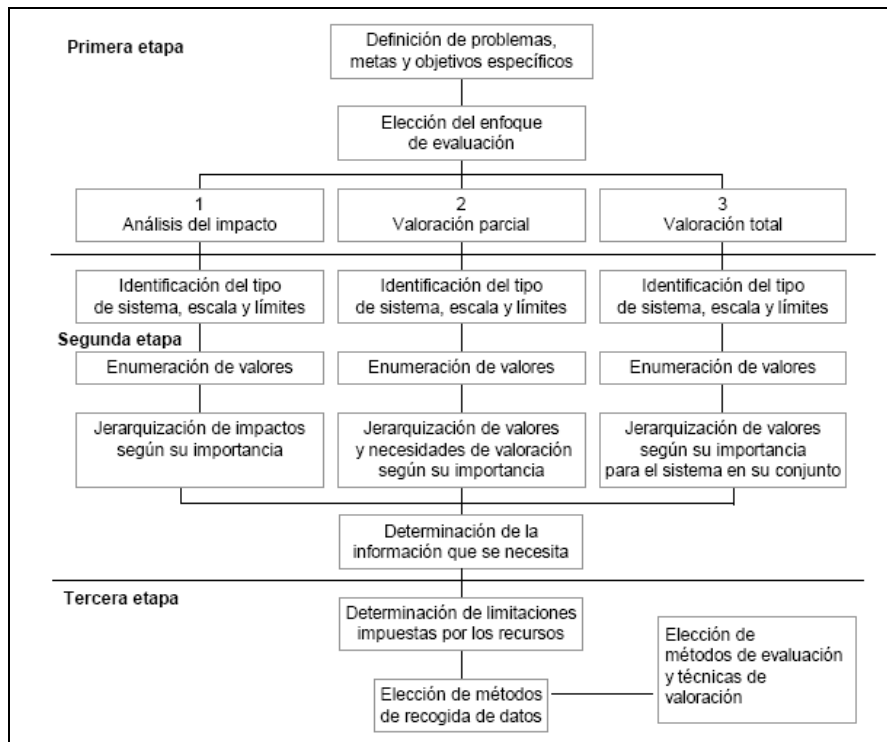 Primera etapa
Definición de problemas,
metas y objetivos específicos
Elección del enfoque
de evaluación
1
Análisis del impacto
2
Valoración parcial
3
Valoración total
Identificación del tipo
de sistema, escala y límites
Identificación del tipo
de sistema, escala y límites
Identificación del tipo
de sistema, escala y límites
Segunda etapa
Enumeración de valores
Enumeración de valores
Enumeración de valores
Jerarquización de impactos
según su importancia
Jerarquización de valores
y necesidades de valoración
según su importancia
Jerarquización de valores
según su importancia
para el sistema en su conjunto
Determinación de la
información que se necesita
Tercera etapa
Determinación de limitaciones
impuestas por los recursos
Elección de
métodos de evaluación
y técnicas de
valoración
Elección de métodos
de recogida de datos